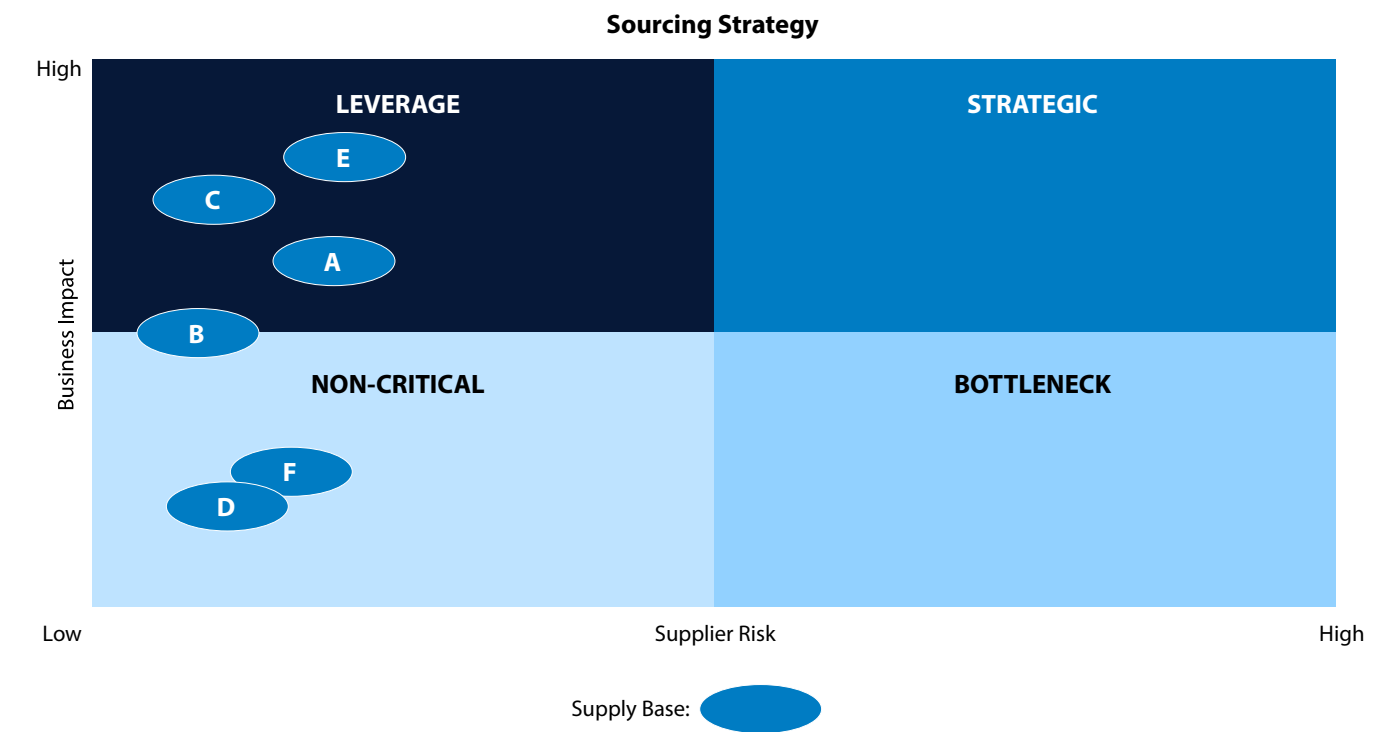 Sourcing Strategy
High
LEVERAGE
STRATEGIC
E
C
A
B
Business Impact
NON-CRITICAL
BOTTLENECK
F
D
Low
Supplier Risk
High
Supply Base: